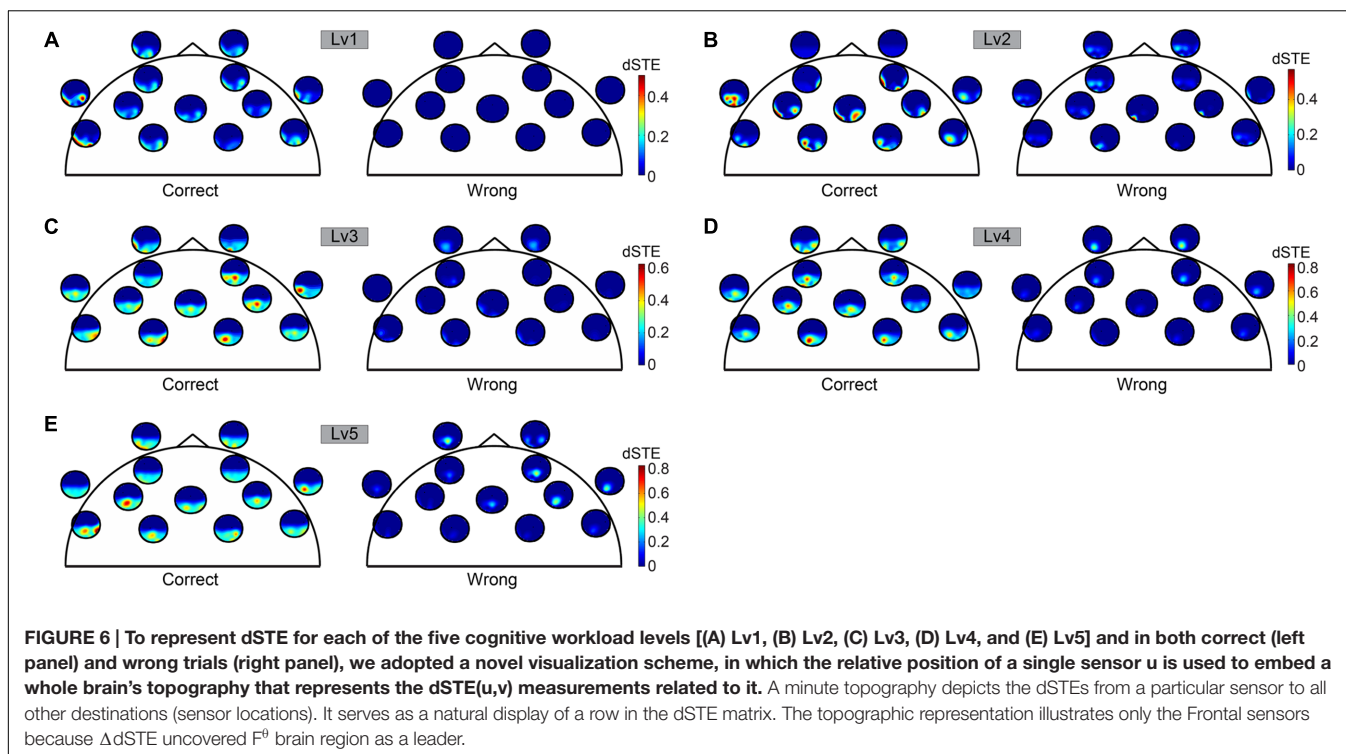 A Lv1 B Lv2
dSTE dSTE
0.4 0.4
0.2 0.2
0 0
Correct Wrong Correct Wrong
C Lv3 D Lv4
dSTE dSTE
0.6 0.8
0.4 0.6
0.2 0.4
0 0.2
0
Correct Wrong Correct Wrong
E Lv5
dSTE
0.8
0.6
0.4
0.2
0
Correct Wrong
FIGURE 6 | To represent dSTE for each of the five cognitive workload levels [(A) Lv1, (B) Lv2, (C) Lv3, (D) Lv4, and (E) Lv5] and in both correct (left
panel) and wrong trials (right panel), we adopted a novel visualization scheme, in which the relative position of a single sensor u is used to embed a
whole brain's topography that represents the dSTE(u,v) measurements related to it. A minute topography depicts the dSTEs from a particular sensor to all
other destinations (sensor locations). It serves as a natural display of a row in the dSTE matrix. The topographic representation illustrates only the Frontal sensors
because ΔdSTE uncovered F^θ brain region as a leader.